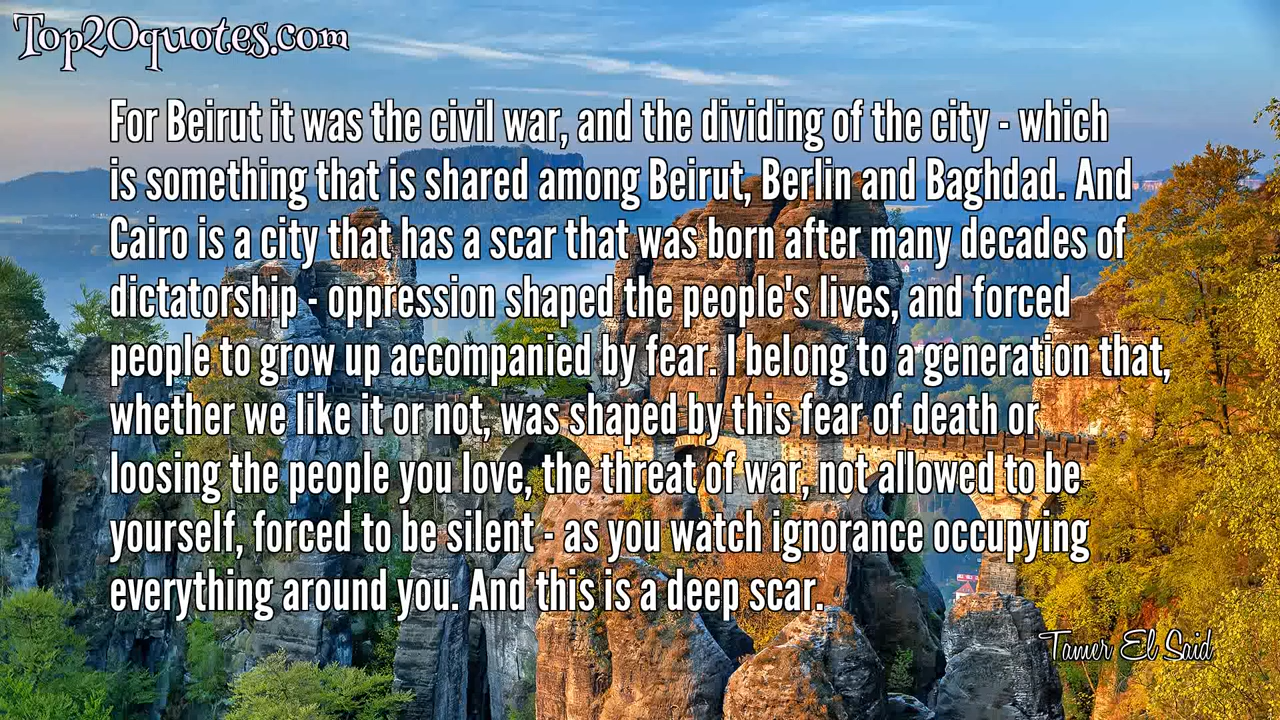 Top20quotes.com
For Beirut it was the civil war, and the dividing of the city - which
is something that is shared among Beirut, Berlin and Baghdad. And
Cairo is a city that has a scar that was born after many decades of
dictatorship - oppression shaped the people's lives, and forced
people to grow up accompanied by fear. I belong to a generation that,
whether we like it or not, was shaped by this fear of death or
loosing the people you love, the threat of war, not allowed to be
yourself, forced to be silent - as you watch ignorance occupying
everything around you. And this is a deep scar.
Tamer El Said